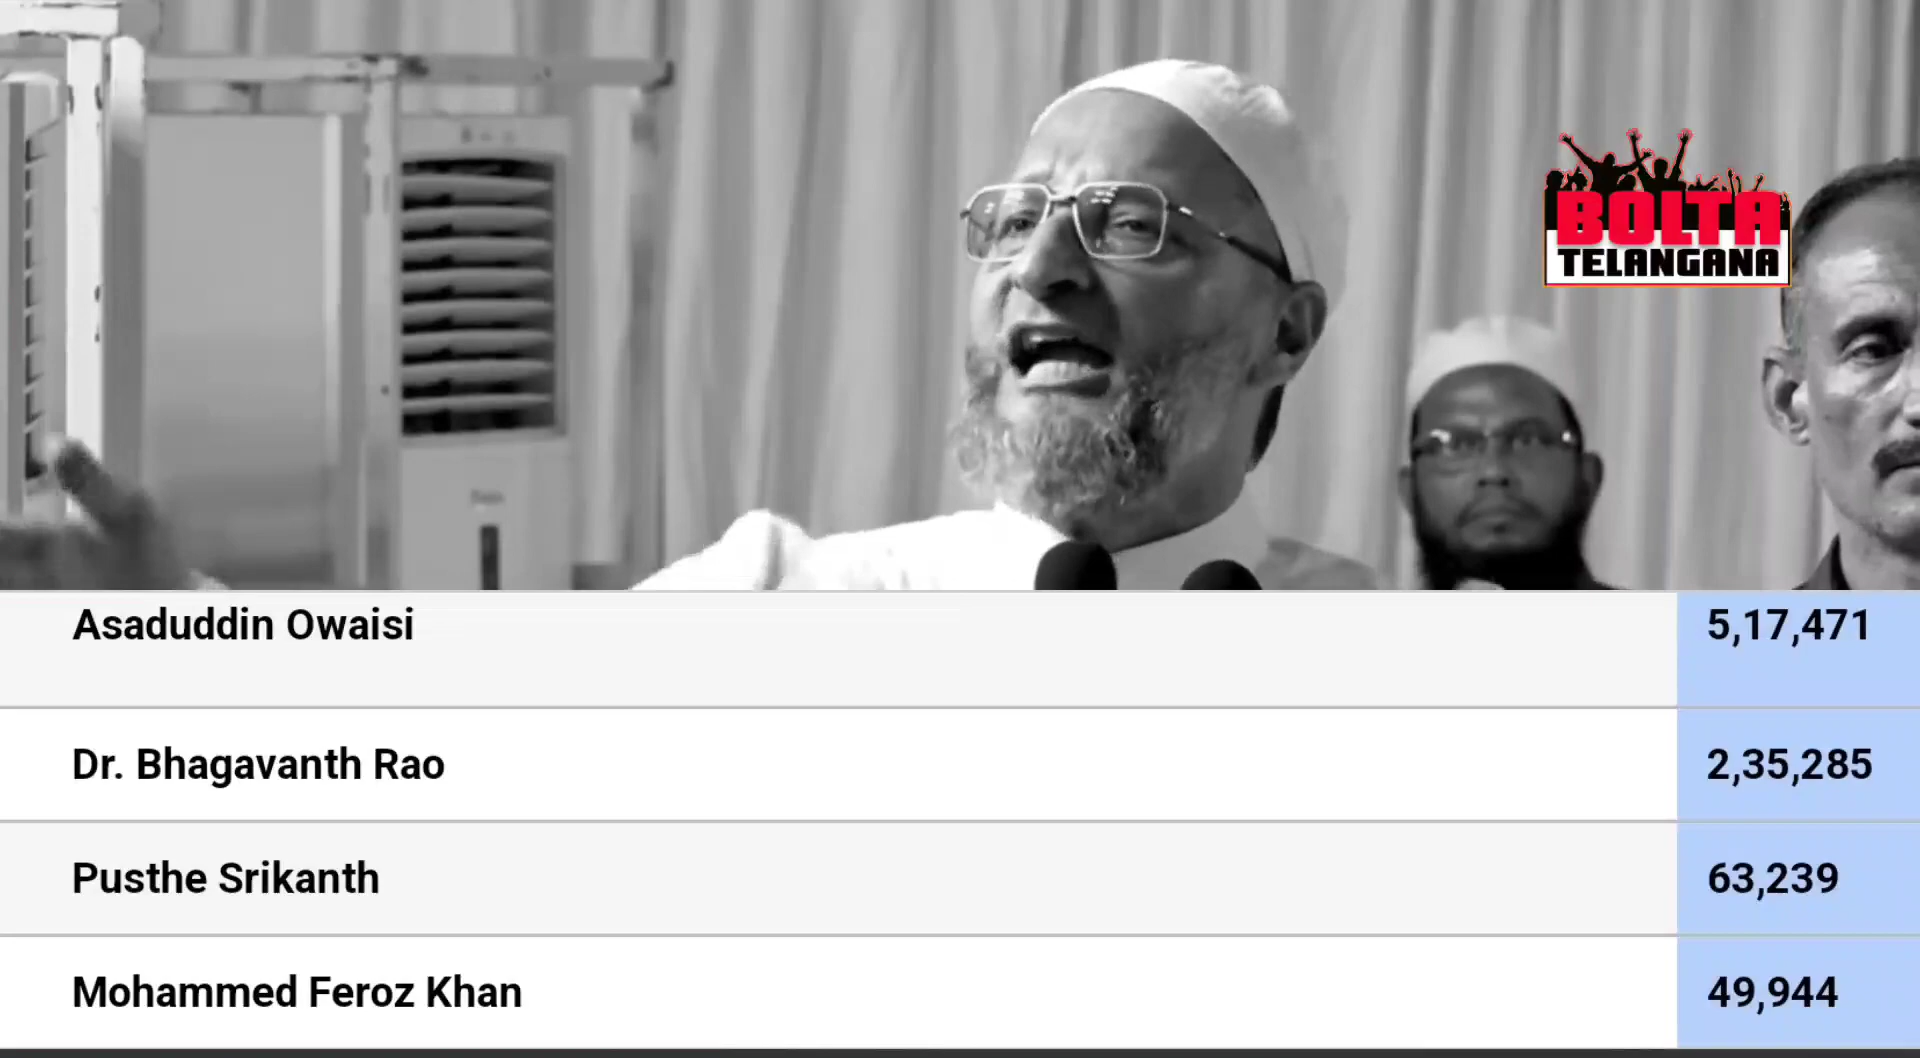 BOLTA
TELANGANA
Asaduddin Owaisi 5,17,471
Dr. Bhagavanth Rao 2,35,285
Pusthe Srikanth 63,239
Mohammed Feroz Khan 49,944